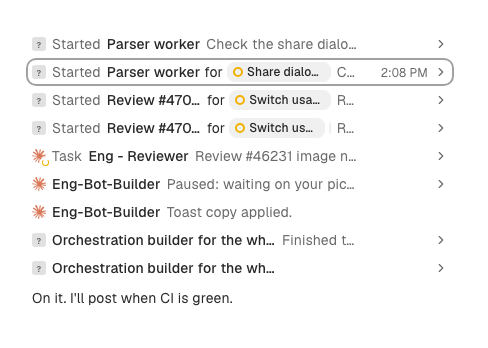 ? Started Parser worker Check the share dialo...
? Started Parser worker for Share dialo... C... 2:08 PM
? Started Review #470... for Switch usa... R...
? Started Review #470... for Switch us... R...
Task Eng - Reviewer Review #46231 image n...
Eng-Bot-Builder Paused: waiting on your pic...
Eng-Bot-Builder Toast copy applied.
? Orchestration builder for the wh... Finished t...
? Orchestration builder for the wh...
On it. I'll post when CI is green.